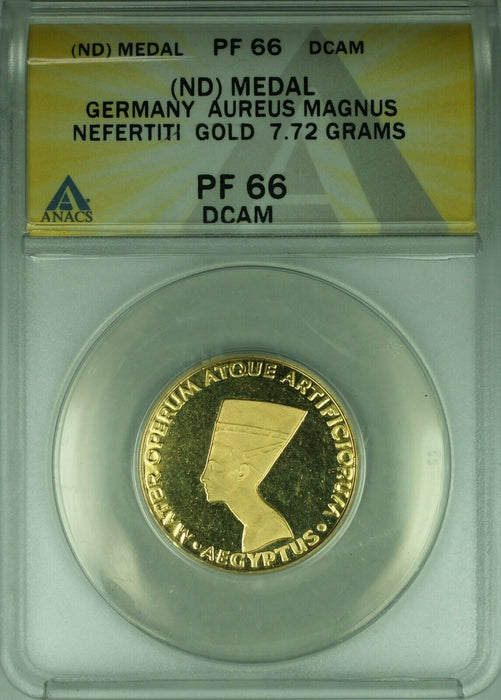 (ND) MEDAL PF 66 DCAM
(ND) MEDAL
GERMANY AUREUS MAGNUS
NEFERTITI GOLD 7.72 GRAMS
PF 66
DCAM
ANACS
MATER OPERUM ATQUE ARTIFICIORUM
• AEGYPTUS •